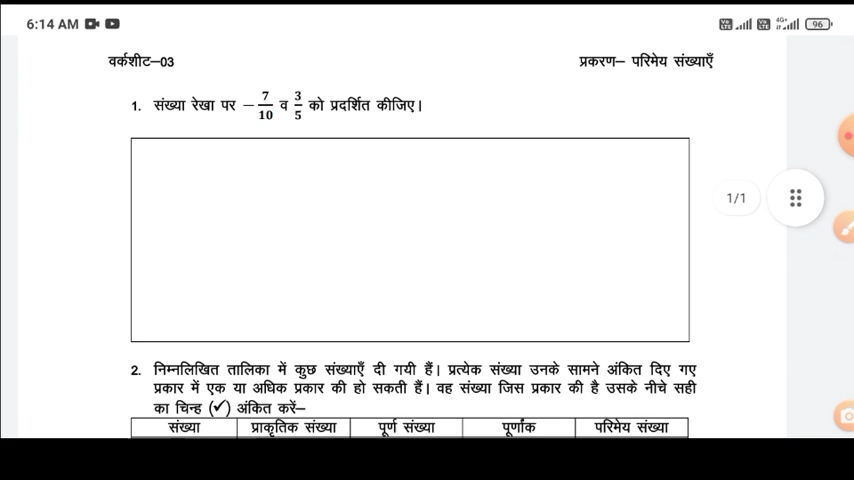 6:14 AM
96
वर्कशीट–03 प्रकरण– परिमेय संख्याएँ
1. संख्या रेखा पर −7/10 व 3/5 को प्रदर्शित कीजिए।
1/1
2. निम्नलिखित तालिका में कुछ संख्याएँ दी गयी हैं। प्रत्येक संख्या उनके सामने अंकित दिए गए
प्रकार में एक या अधिक प्रकार की हो सकती हैं। वह संख्या जिस प्रकार की है उसके नीचे सही
का चिन्ह (✓) अंकित करें–
संख्या प्राकृतिक संख्या पूर्ण संख्या पूर्णांक परिमेय संख्या